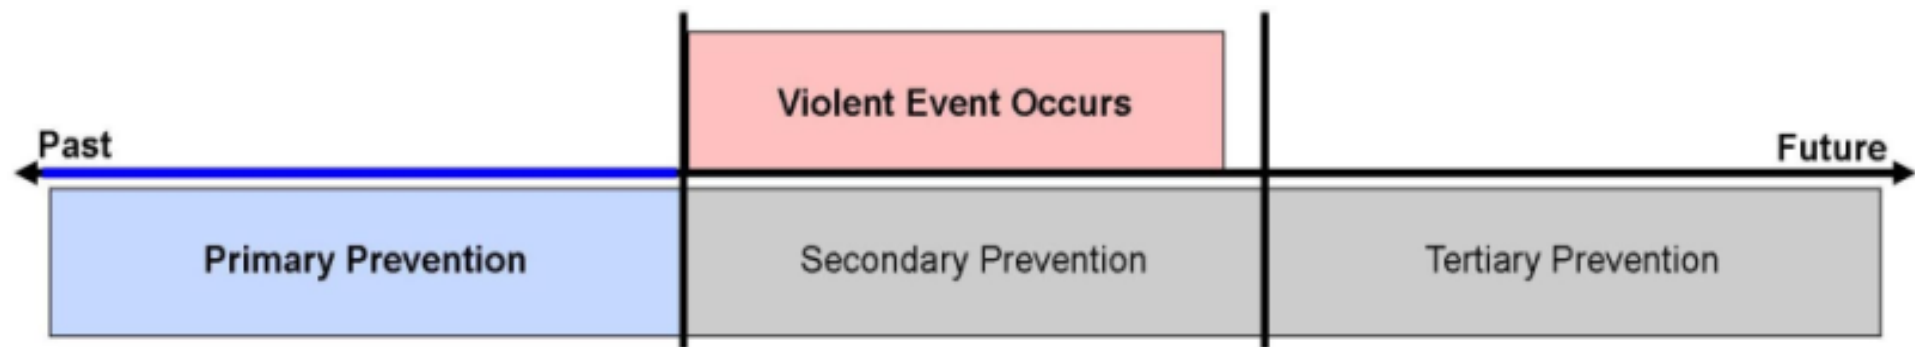 Violent Event Occurs
Past
Future
Primary Prevention
Secondary Prevention
Tertiary Prevention